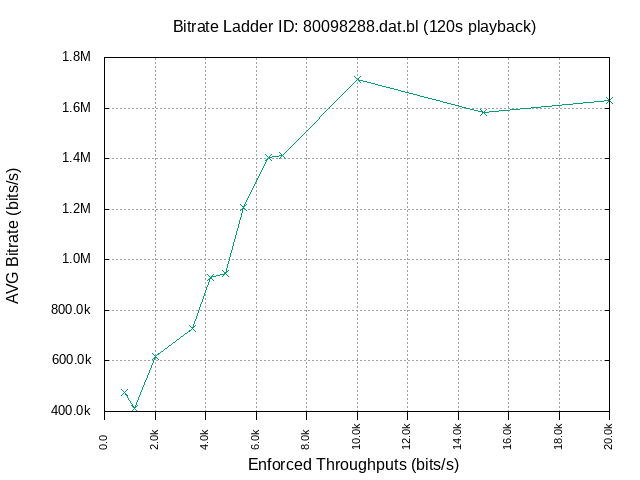 Bitrate Ladder ID: 80098288.dat.bl (120s playback)
1.8M
1.6M
1.4M
1.2M
1.0M
800.0k
600.0k
400.0k
AVG Bitrate (bits/s)
0.0
2.0k
4.0k
6.0k
8.0k
10.0k
12.0k
14.0k
16.0k
18.0k
20.0k
Enforced Throughputs (bits/s)